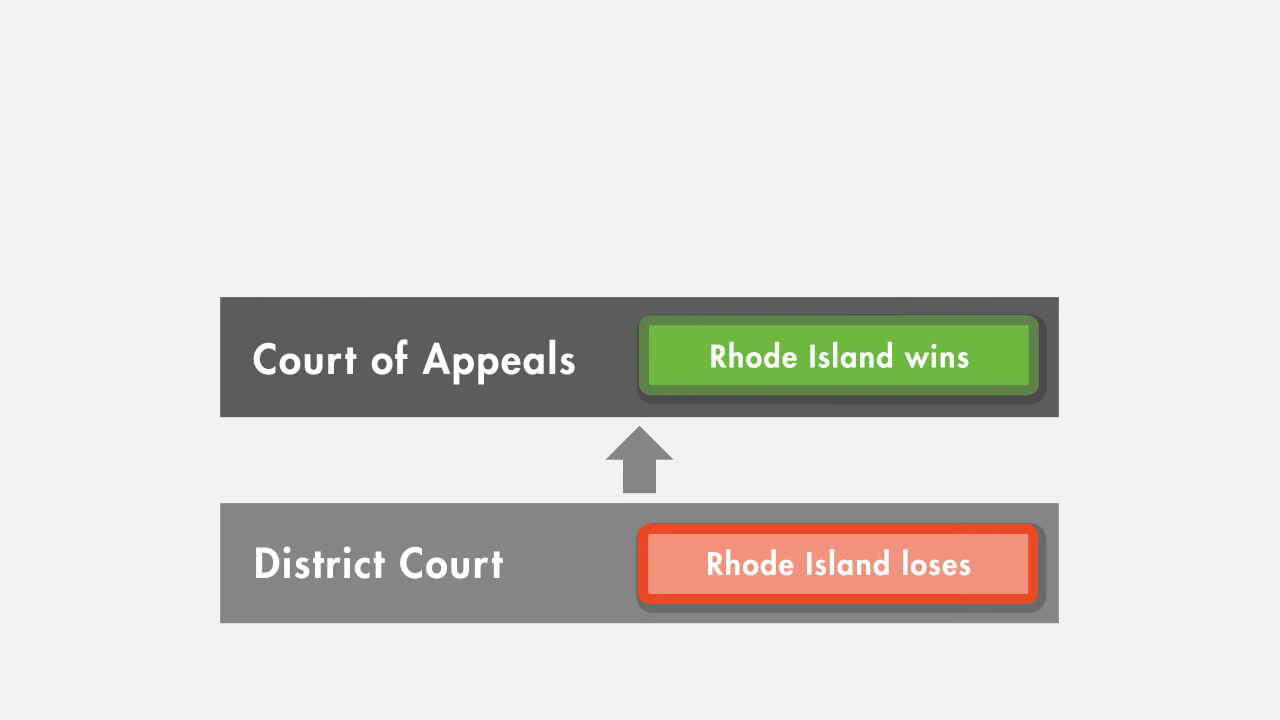 Court of Appeals
Rhode Island wins
District Court
Rhode Island loses